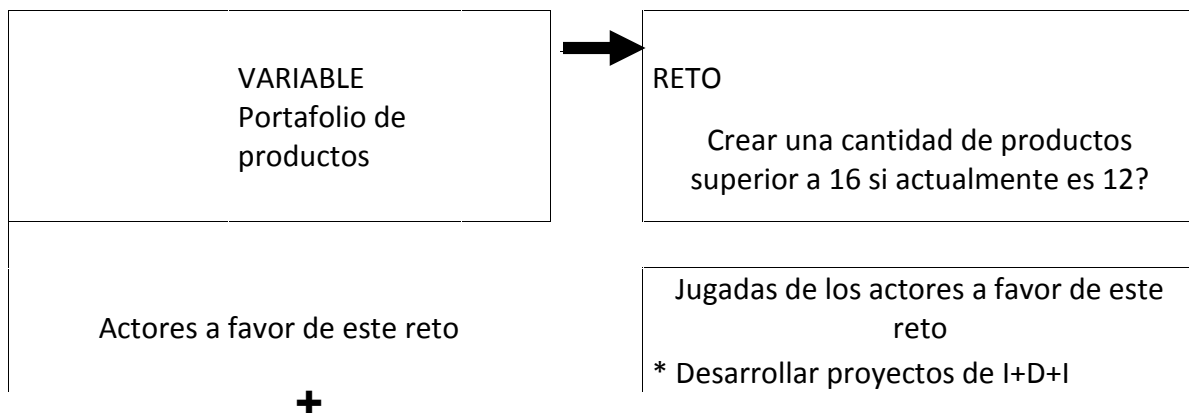 VARIABLE
Portafolio de
productos
RETO
Crear una cantidad de productos
superior a 16 si actualmente es 12?
Actores a favor de este reto
+
Jugadas de los actores a favor de este
reto
* Desarrollar proyectos de I+D+I